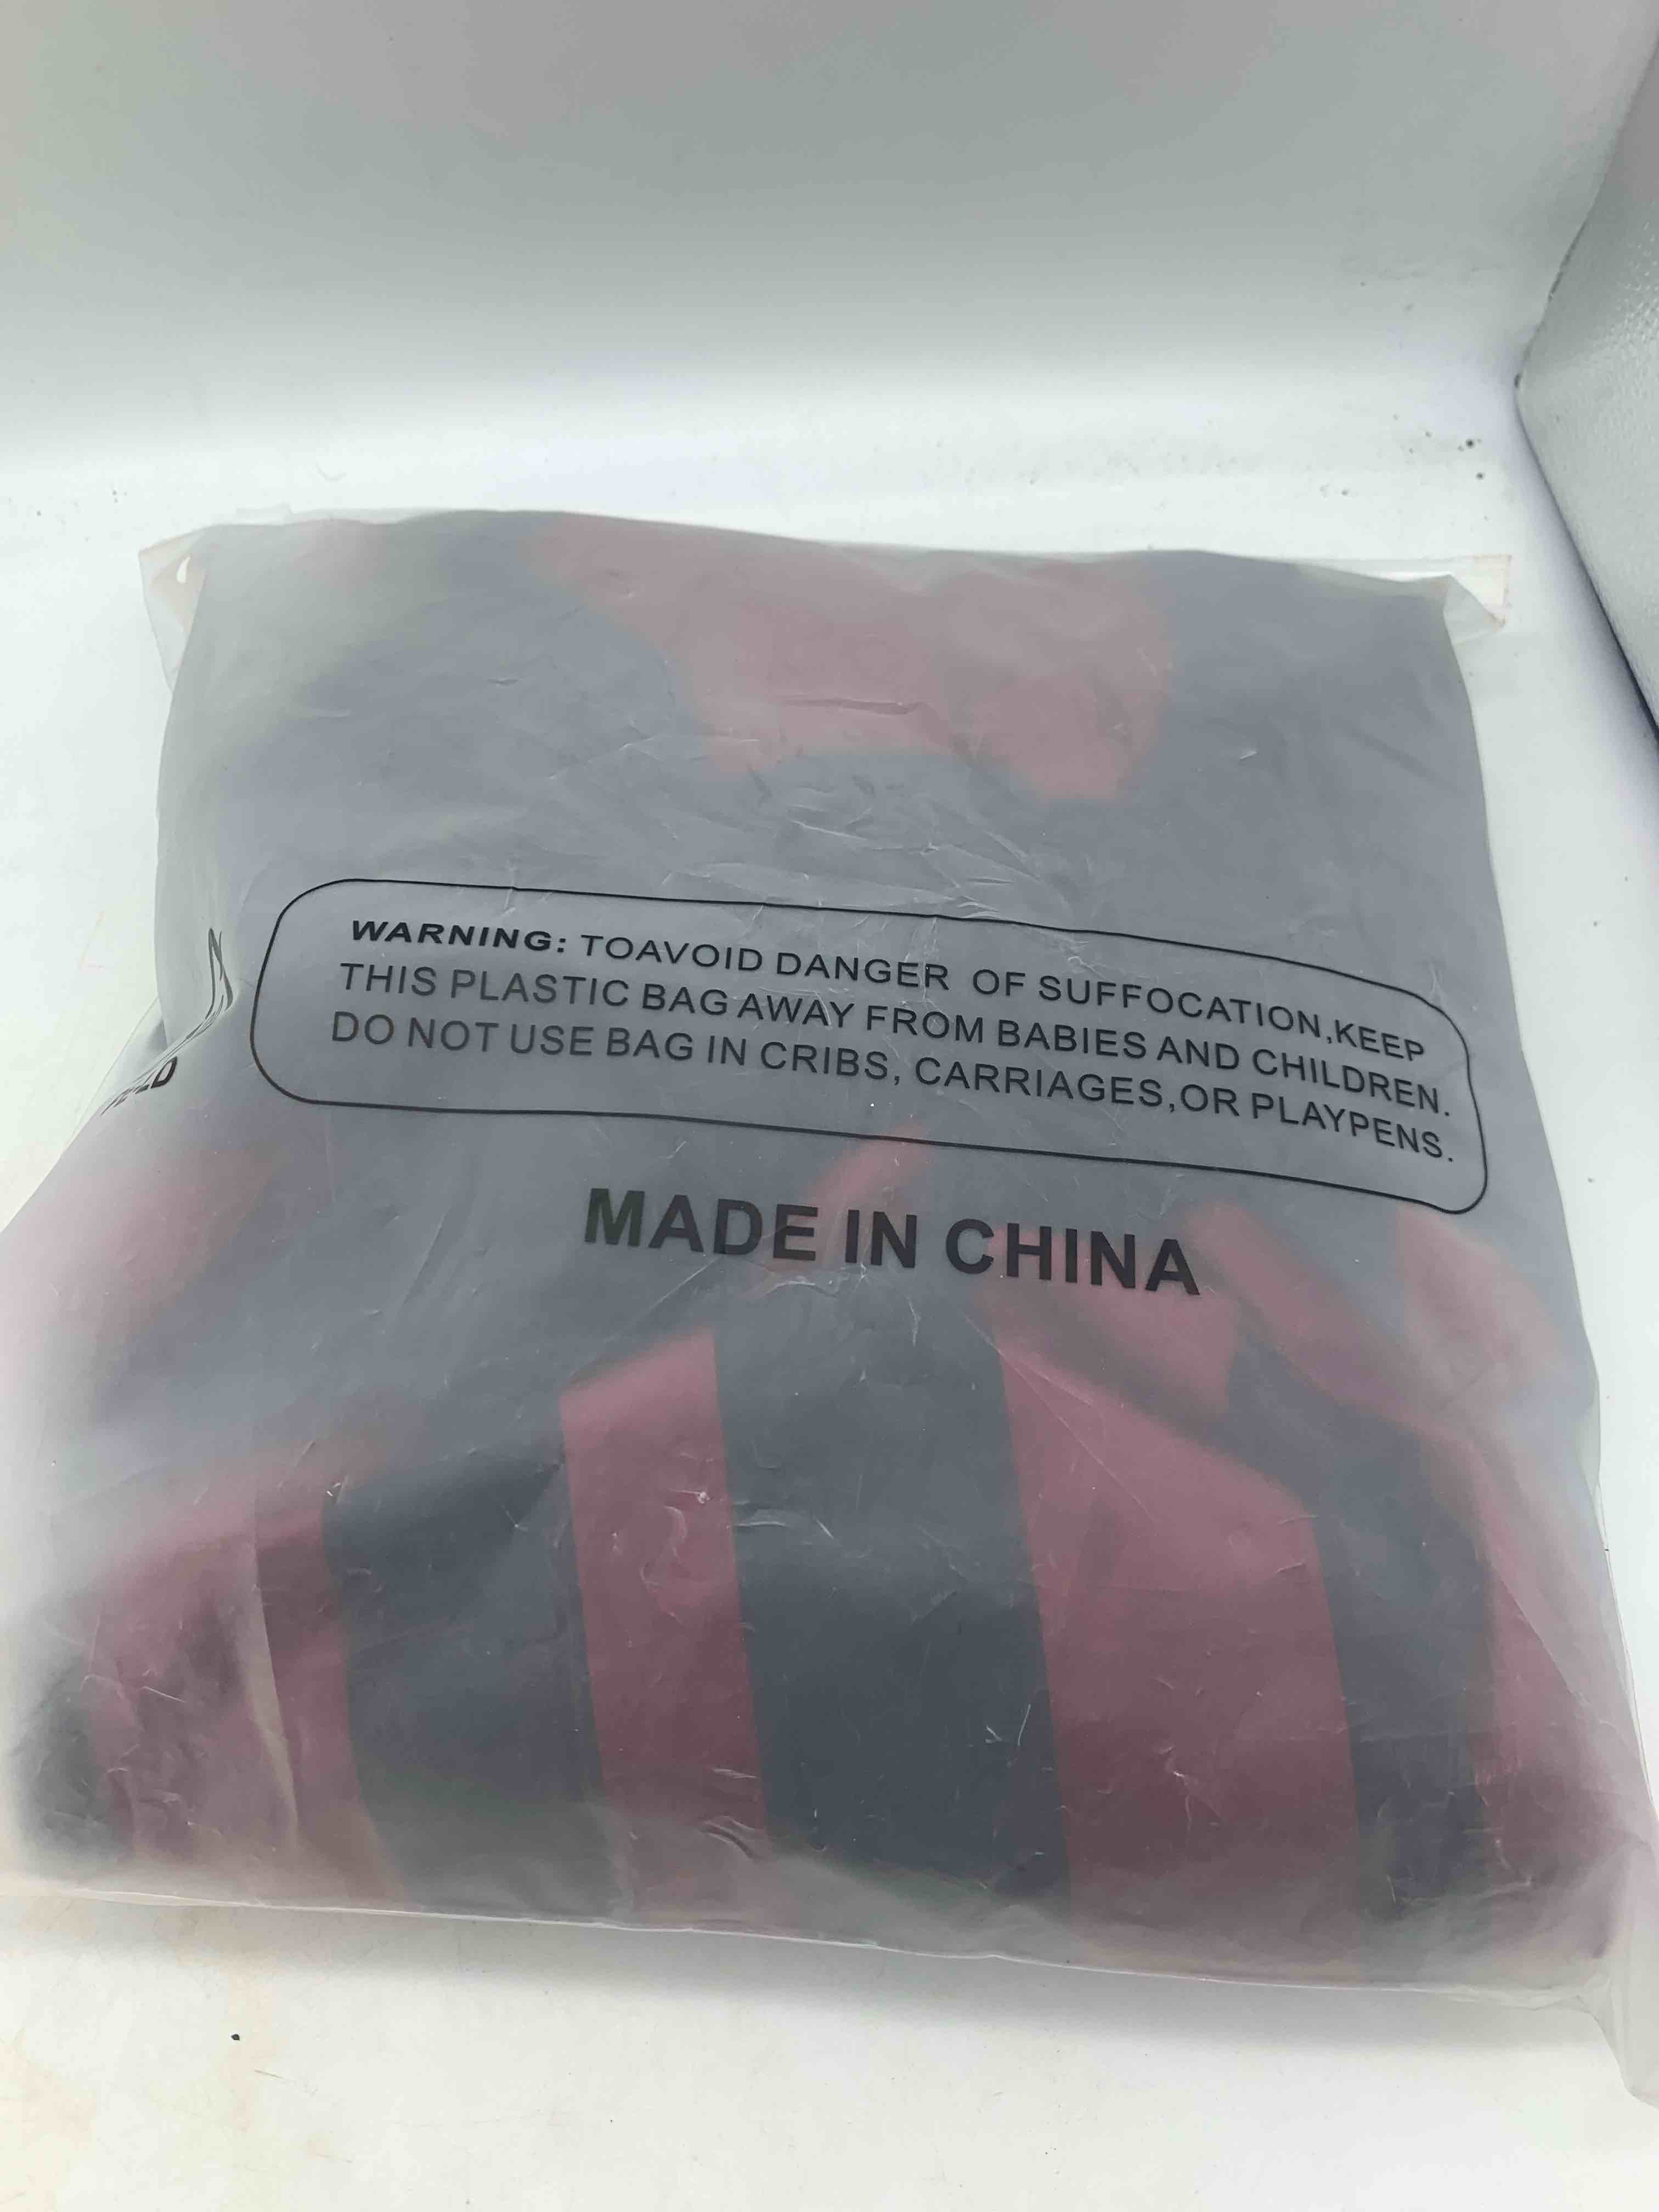 WARNING: TOAVOID DANGER OF SUFFOCATION,KEEP
THIS PLASTIC BAG AWAY FROM BABIES AND CHILDREN.
DO NOT USE BAG IN CRIBS, CARRIAGES,OR PLAYPENS.
MADE IN CHINA